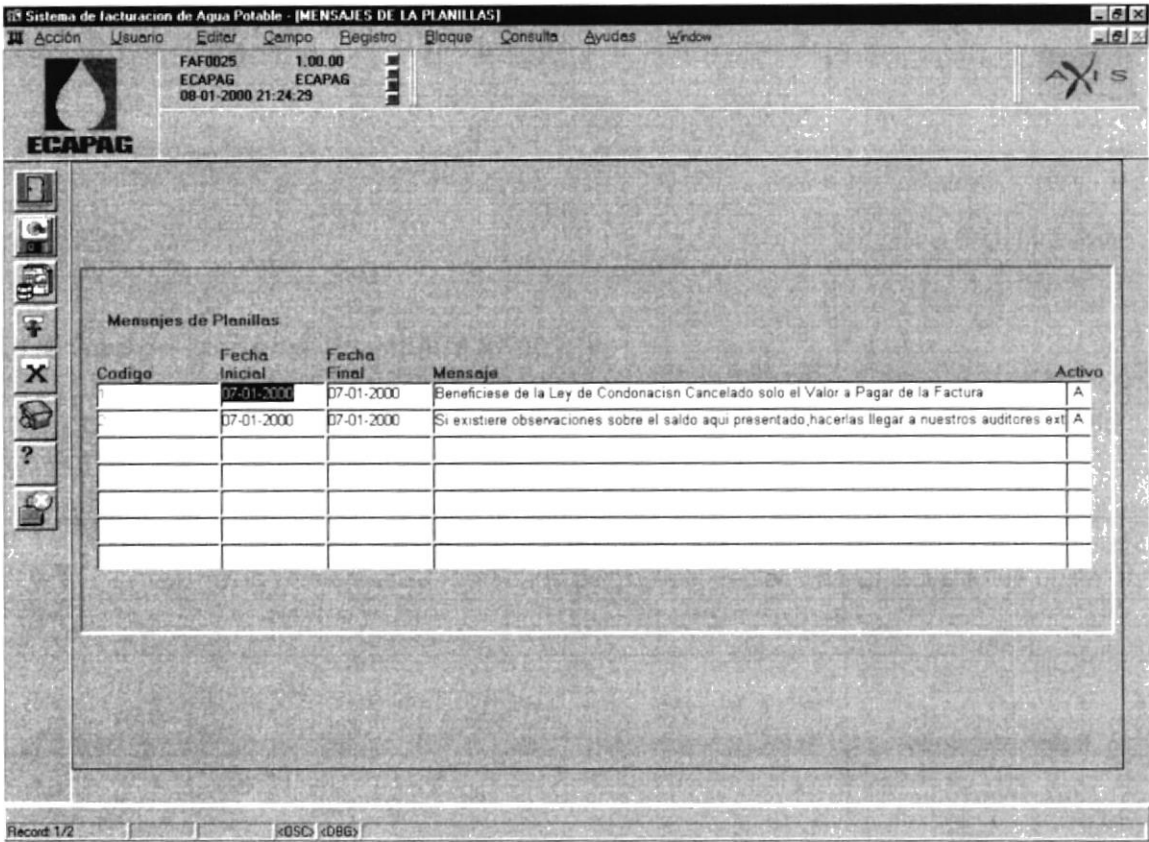 Sistema de facturacion de Agua Potable - [MENSAJES DE LA PLANILLAS]
Acción Usuario Editar Campo Registro Bloque Consulta Ayudas Window
FAF0025 1.00.00
ECAPAG ECAPAG
08-01-2000 21:24:29
AXIS
ECAPAG
Mensajes de Planillas
Codigo Fecha Inicial Fecha Final Mensaje Activo
1 07-01-2000 07-01-2000 Beneficiese de la Ley de Condonacisn Cancelado solo el Valor a Pagar de la Factura A
2 07-01-2000 07-01-2000 Si existiere observaciones sobre el saldo aqui presentado,hacerlas llegar a nuestros auditores ext A
?
Record: 1/2 <OSC> <DBG>